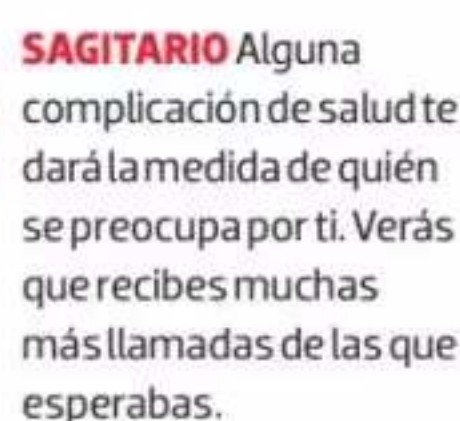 SAGITARIO Alguna
complicación de salud te
dará la medida de quién
se preocupa por ti. Verás
que recibes muchas
más llamadas de las que
esperabas.